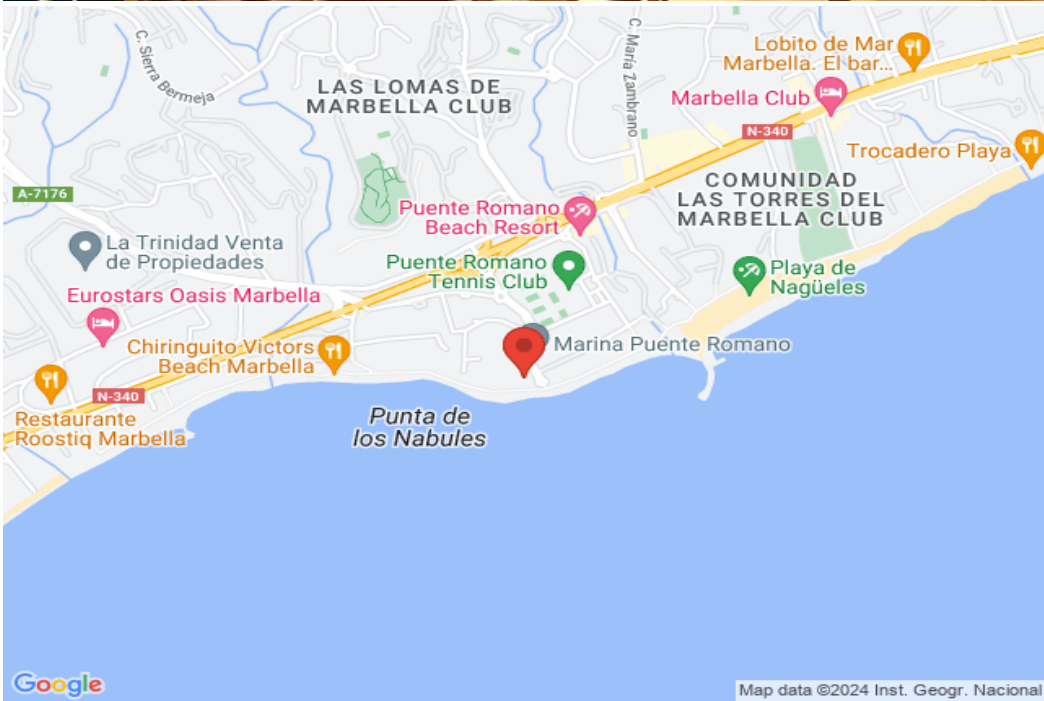 C. Sierra Bermeja
C. María Zambrano
Lobito de Mar
Marbella. El bar...
LAS LOMAS DE
MARBELLA CLUB
Marbella Club
N-340
Trocadero Playa
A-7176
COMUNIDAD
LAS TORRES DEL
MARBELLA CLUB
Puente Romano
Beach Resort
La Trinidad Venta
de Propiedades
Puente Romano
Tennis Club
Playa de
Nagüeles
Eurostars Oasis Marbella
Chiringuito Victors
Beach Marbella
Marina Puente Romano
N-340
Restaurante
Roostiq Marbella
Punta de
los Nabules
Google
Map data ©2024 Inst. Geogr. Nacional